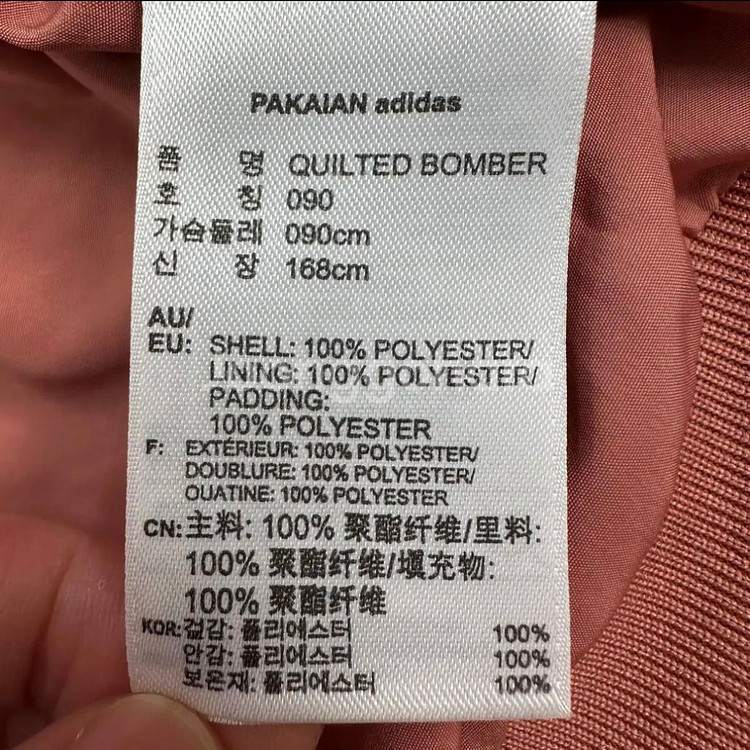 PAKAIAN adidas
품 명 QUILTED BOMBER
호 칭 090
가슴둘레 090cm
신 장 168cm
AU/
EU: SHELL: 100% POLYESTER/
LINING: 100% POLYESTER/
PADDING:
100% POLYESTER
F: EXTÉRIEUR: 100% POLYESTER/
DOUBLURE: 100% POLYESTER/
OUATINE: 100% POLYESTER
CN: 主料: 100% 聚酯纤维/里料:
100% 聚酯纤维/填充物:
100% 聚酯纤维
KOR: 겉감: 폴리에스터 100%
안감: 폴리에스터 100%
보온재: 폴리에스터 100%